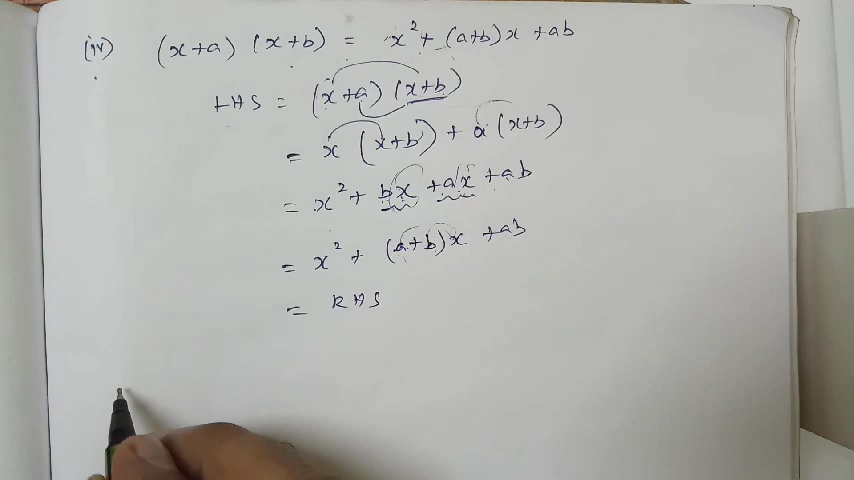 (iv) (x+a) (x+b) = x² + (a+b)x + ab
LHS = (x+a) (x+b)
= x (x+b) + a (x+b)
= x² + bx + ax + ab
= x² + (a+b)x + ab
= RHS